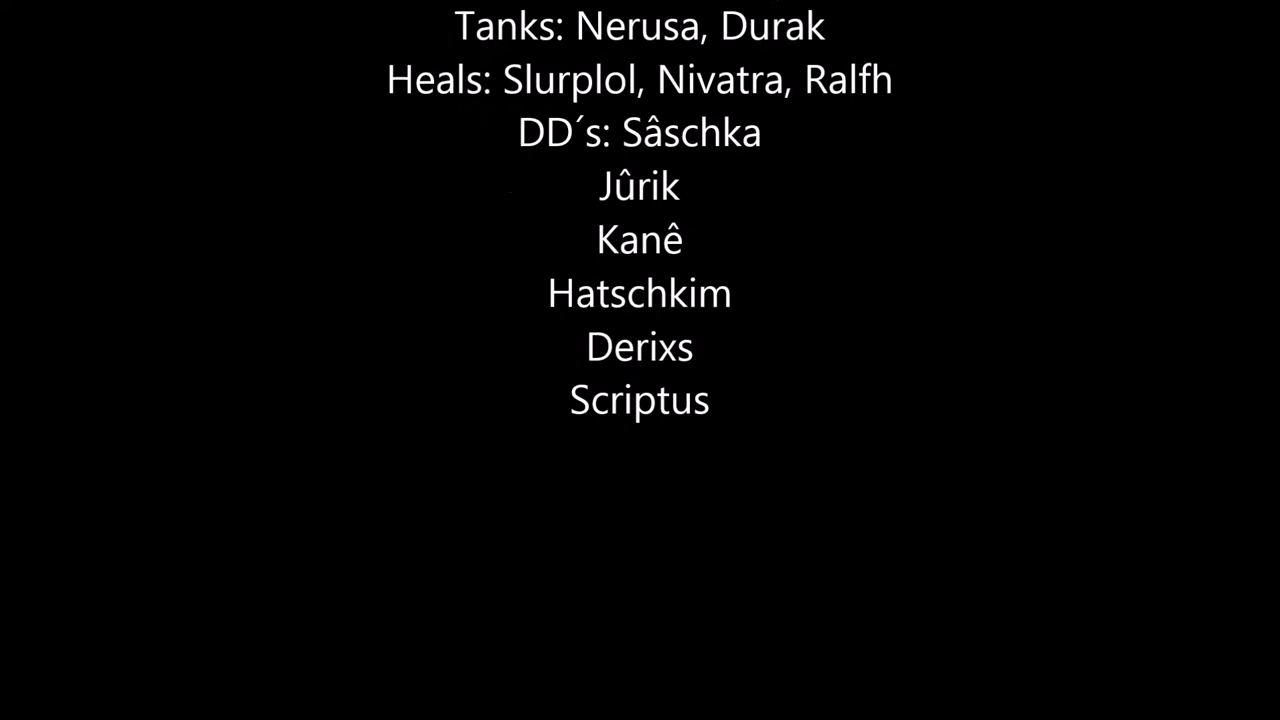 Tanks: Nerusa, Durak
Heals: Slurplol, Nivatra, Ralfh
DD´s: Sâschka
Jûrik
Kanê
Hatschkim
Derixs
Scriptus